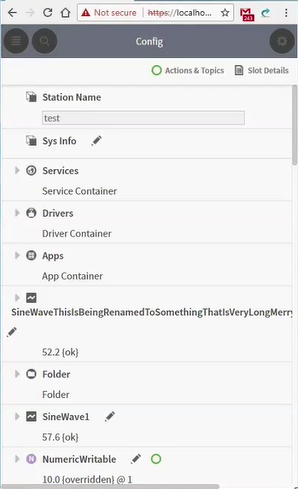 Not secure
https://localho...
243
Config
Actions & Topics
Slot Details
Station Name
test
Sys Info
Services
Service Container
Drivers
Driver Container
Apps
App Container
SineWaveThisIsBeingRenamedToSomethingThatIsVeryLongMerry
52.2 {ok}
Folder
Folder
SineWave1
57.6 {ok}
N NumericWritable
10.0 {overridden} @ 1